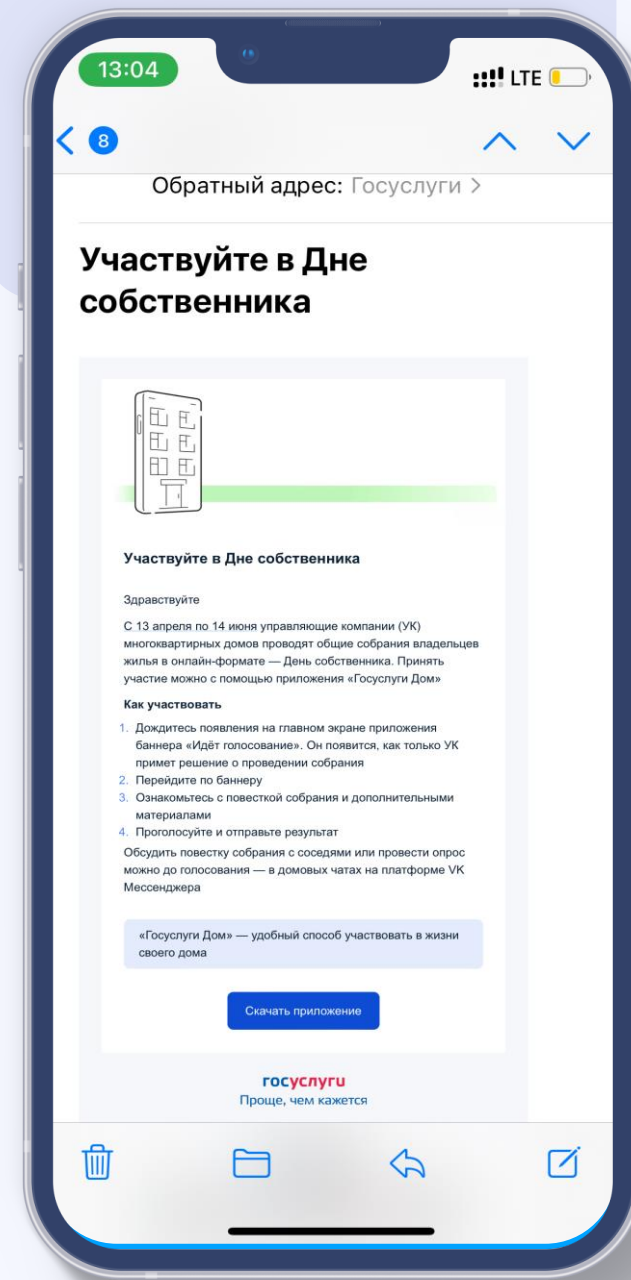 13:04
LTE
8
Обратный адрес: Госуслуги >
Участвуйте в Дне
собственника
Участвуйте в Дне собственника
Здравствуйте
С 13 апреля по 14 июня управляющие компании (УК)
многоквартирных домов проводят общие собрания владельцев
жилья в онлайн-формате — День собственника. Принять
участие можно с помощью приложения «Госуслуги Дом»
Как участвовать
1. Дождитесь появления на главном экране приложения
баннера «Идёт голосование». Он появится, как только УК
примет решение о проведении собрания
2. Перейдите по баннеру
3. Ознакомьтесь с повесткой собрания и дополнительными
материалами
4. Проголосуйте и отправьте результат
Обсудить повестку собрания с соседями или провести опрос
можно до голосования — в домовых чатах на платформе VK
Мессенджера
«Госуслуги Дом» — удобный способ участвовать в жизни
своего дома
Скачать приложение
госуслуги
Проще, чем кажется